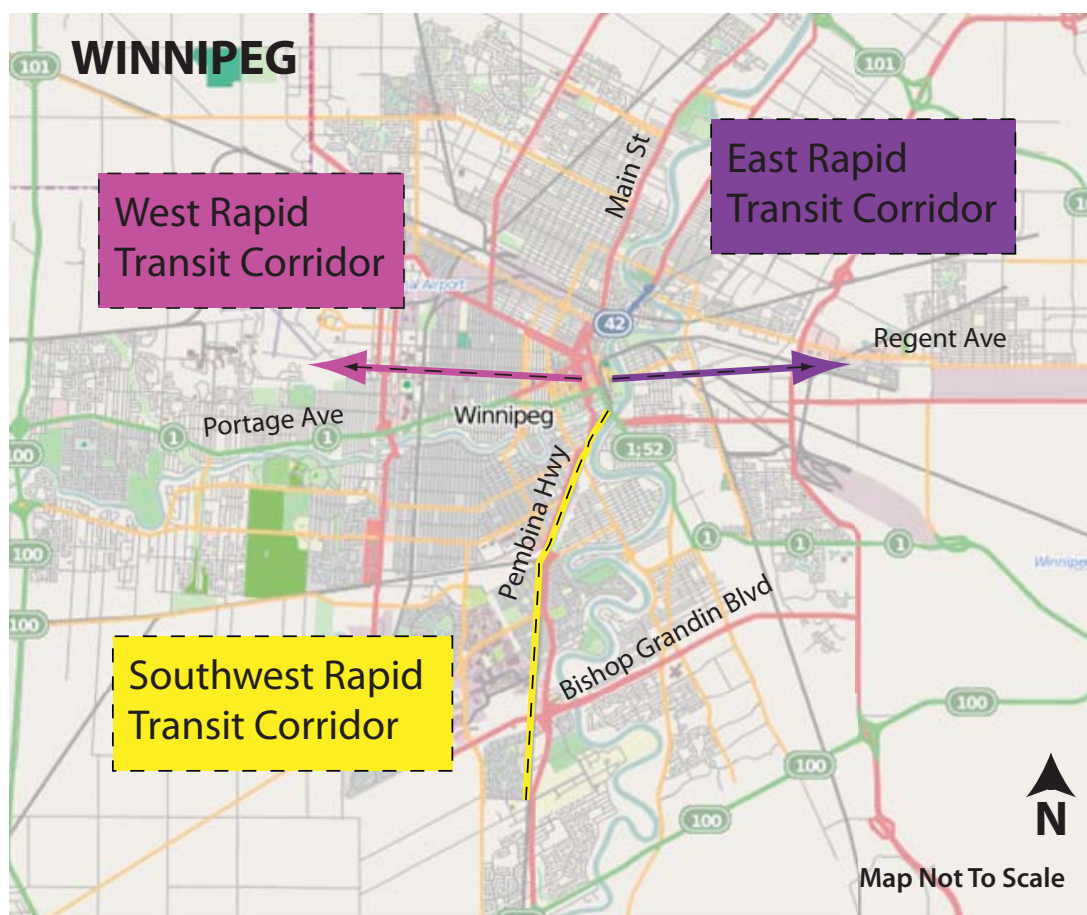 WINNIPEG
101
101
East Rapid
Transit Corridor
Main St
West Rapid
Transit Corridor
42
Regent Ave
Portage Ave
Winnipeg
1
1
1;52
100
Pembina Hwy
100
1
1
1
100
Bishop Grandin Blvd
Southwest Rapid
Transit Corridor
100
100
100
N
Map Not To Scale